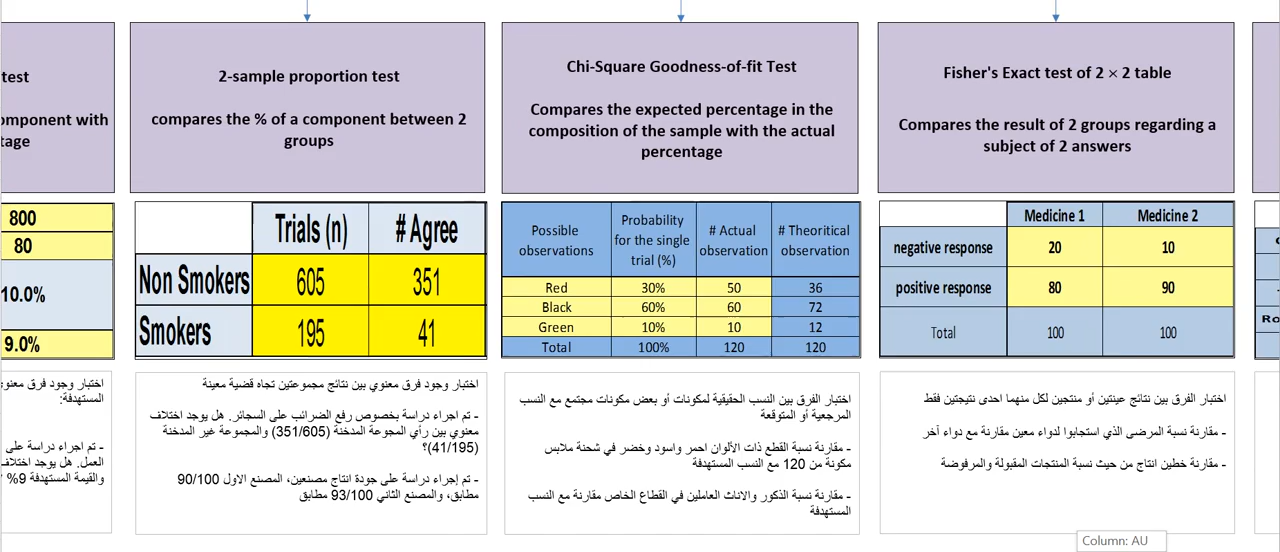 test
omponent with
tage
800
80
10.0%
9.0%
اختبار وجود فرق معنوي
المستهدفة:
- تم اجراء دراسة على
العمل. هل يوجد اختلاف
والقيمة المستهدفة 9%
2-sample proportion test
compares the % of a component between 2
groups
Trials (n) # Agree
Non Smokers 605 351
Smokers 195 41
اختبار وجود فرق معنوي بين نتائج مجموعتين تجاه قضية معينة
- تم اجراء دراسة بخصوص رفع الضرائب على السجائر. هل يوجد اختلاف
معنوي بين رأي المجوعة المدخنة (351/605) والمجموعة غير المدخنة
(41/195)؟
- تم إجراء دراسة على جودة انتاج مصنعين، المصنع الاول 90/100
مطابق، والمصنع الثاني 93/100 مطابق
Chi-Square Goodness-of-fit Test
Compares the expected percentage in the
composition of the sample with the actual
percentage
Possible observations Probability for the single trial (%) # Actual observation # Theoritical observation
Red 30% 50 36
Black 60% 60 72
Green 10% 10 12
Total 100% 120 120
اختبار الفرق بين النسب الحقيقية لمكونات أو بعض مكونات مجتمع مع النسب
المرجعية أو المتوقعة
- مقارنة نسبة القطع ذات الألوان احمر واسود وخضر في شحنة ملابس
مكونة من 120 مع النسب المستهدفة
- مقارنة نسبة الذكور والاناث العاملين في القطاع الخاص مقارنة مع النسب
المستهدفة
Fisher's Exact test of 2 × 2 table
Compares the result of 2 groups regarding a
subject of 2 answers
Medicine 1 Medicine 2
negative response 20 10
positive response 80 90
Total 100 100
اختبار الفرق بين نتائج عينتين أو منتجين لكل منهما احدى نتيجتين فقط
- مقارنة نسبة المرضى الذي استجابوا لدواء معين مقارنة مع دواء آخر
- مقارنة خطين انتاج من حيث نسبة المنتجات المقبولة والمرفوضة
Ro
Column: AU